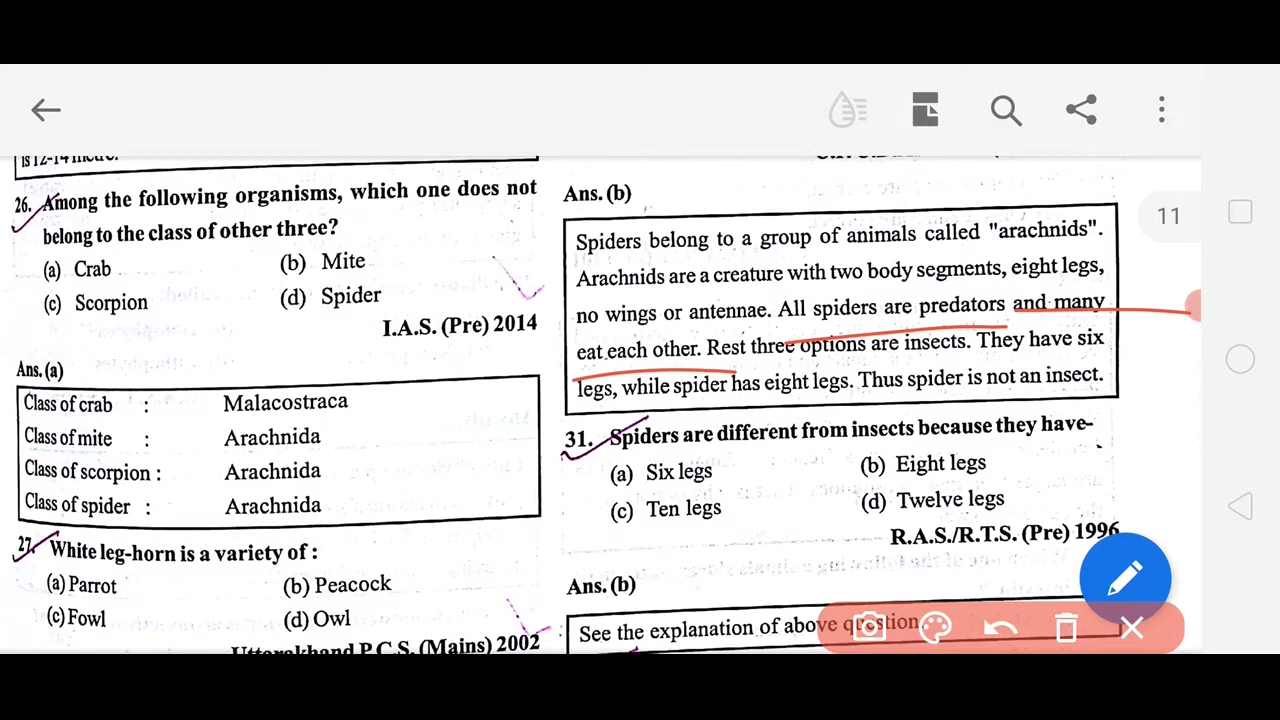 is 12-14 metre.
26. Among the following organisms, which one does not
belong to the class of other three?
(a) Crab (b) Mite
(c) Scorpion (d) Spider
I.A.S. (Pre) 2014
Ans. (a)
Class of crab : Malacostraca
Class of mite : Arachnida
Class of scorpion : Arachnida
Class of spider : Arachnida
27. White leg-horn is a variety of :
(a) Parrot (b) Peacock
(c) Fowl (d) Owl
Uttarakhand P.C.S. (Mains) 2002
Ans. (b)
Spiders belong to a group of animals called "arachnids".
Arachnids are a creature with two body segments, eight legs,
no wings or antennae. All spiders are predators and many
eat each other. Rest three options are insects. They have six
legs, while spider has eight legs. Thus spider is not an insect.
31. Spiders are different from insects because they have-
(a) Six legs (b) Eight legs
(c) Ten legs (d) Twelve legs
R.A.S./R.T.S. (Pre) 1996
Ans. (b)
See the explanation of above question.
11